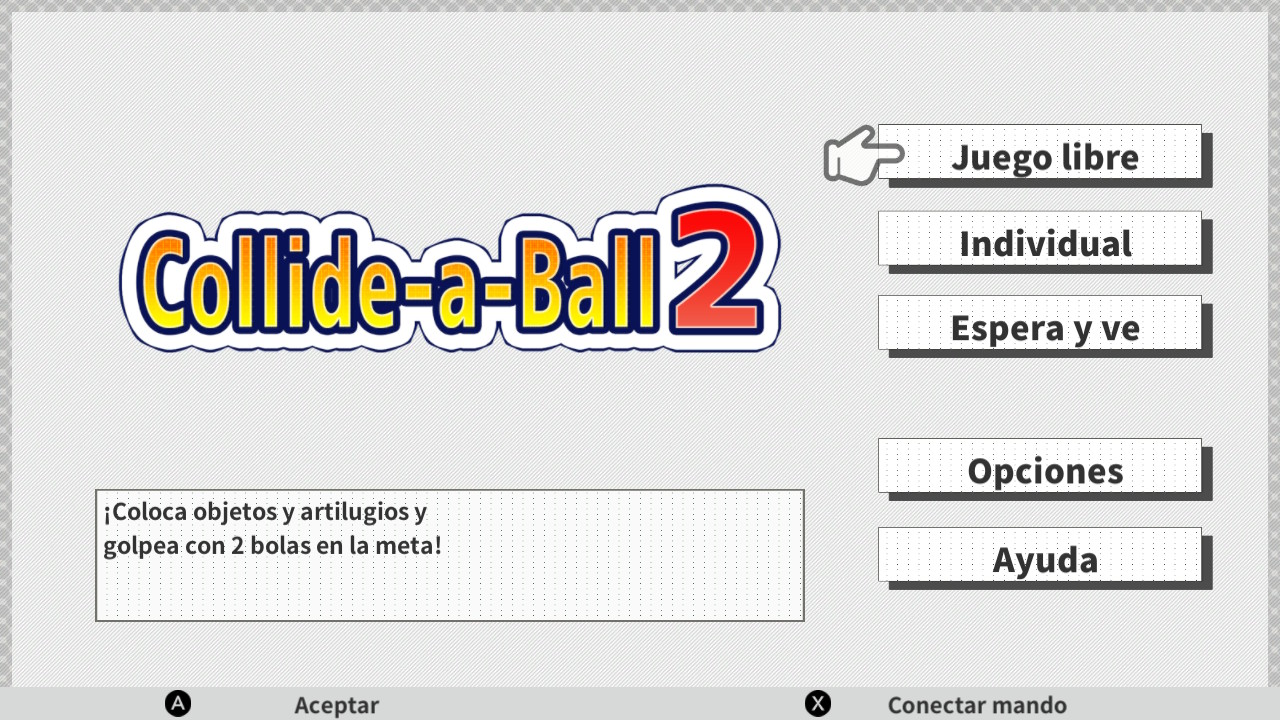 Collide-a-Ball 2
Juego libre
Individual
Espera y ve
Opciones
Ayuda
¡Coloca objetos y artilugios y
golpea con 2 bolas en la meta!
A Aceptar
X Conectar mando